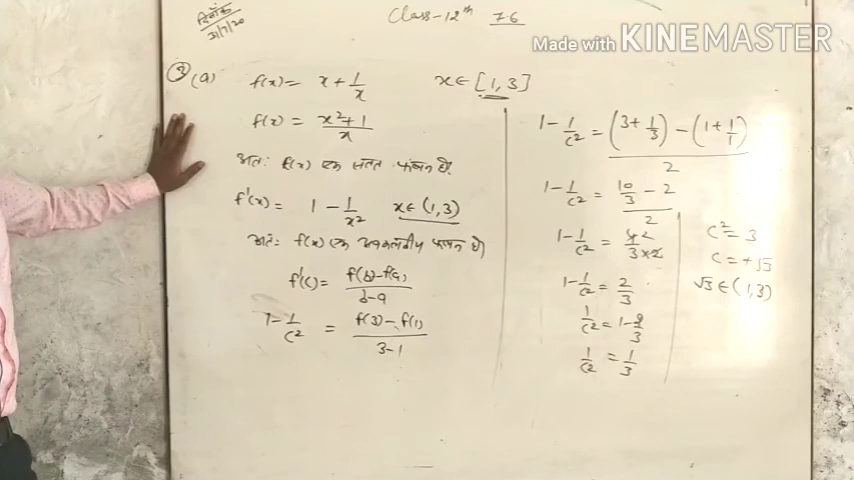 दिनाँक
31/7/20
Class-12th 7.6
Made with KINEMASTER
③ (a) f(x) = x + 1/x x ∈ [1, 3]
f(x) = x²+1/x
अतः f(x) एक सतत फलन है।
f'(x) = 1 - 1/x² x ∈ (1, 3)
अतः f(x) एक अवकलनीय फलन है।
f'(c) = f(b)-f(a)/b-a
1 - 1/c² = f(3) - f(1)/3-1
1 - 1/c² = (3 + 1/3) - (1 + 1/1)/2
1 - 1/c² = 10/3 - 2/2
1 - 1/c² = 4/3×2
1 - 1/c² = 2/3
1/c² = 1 - 2/3
1/c² = 1/3
c² = 3
c = +√3
√3 ∈ (1, 3)